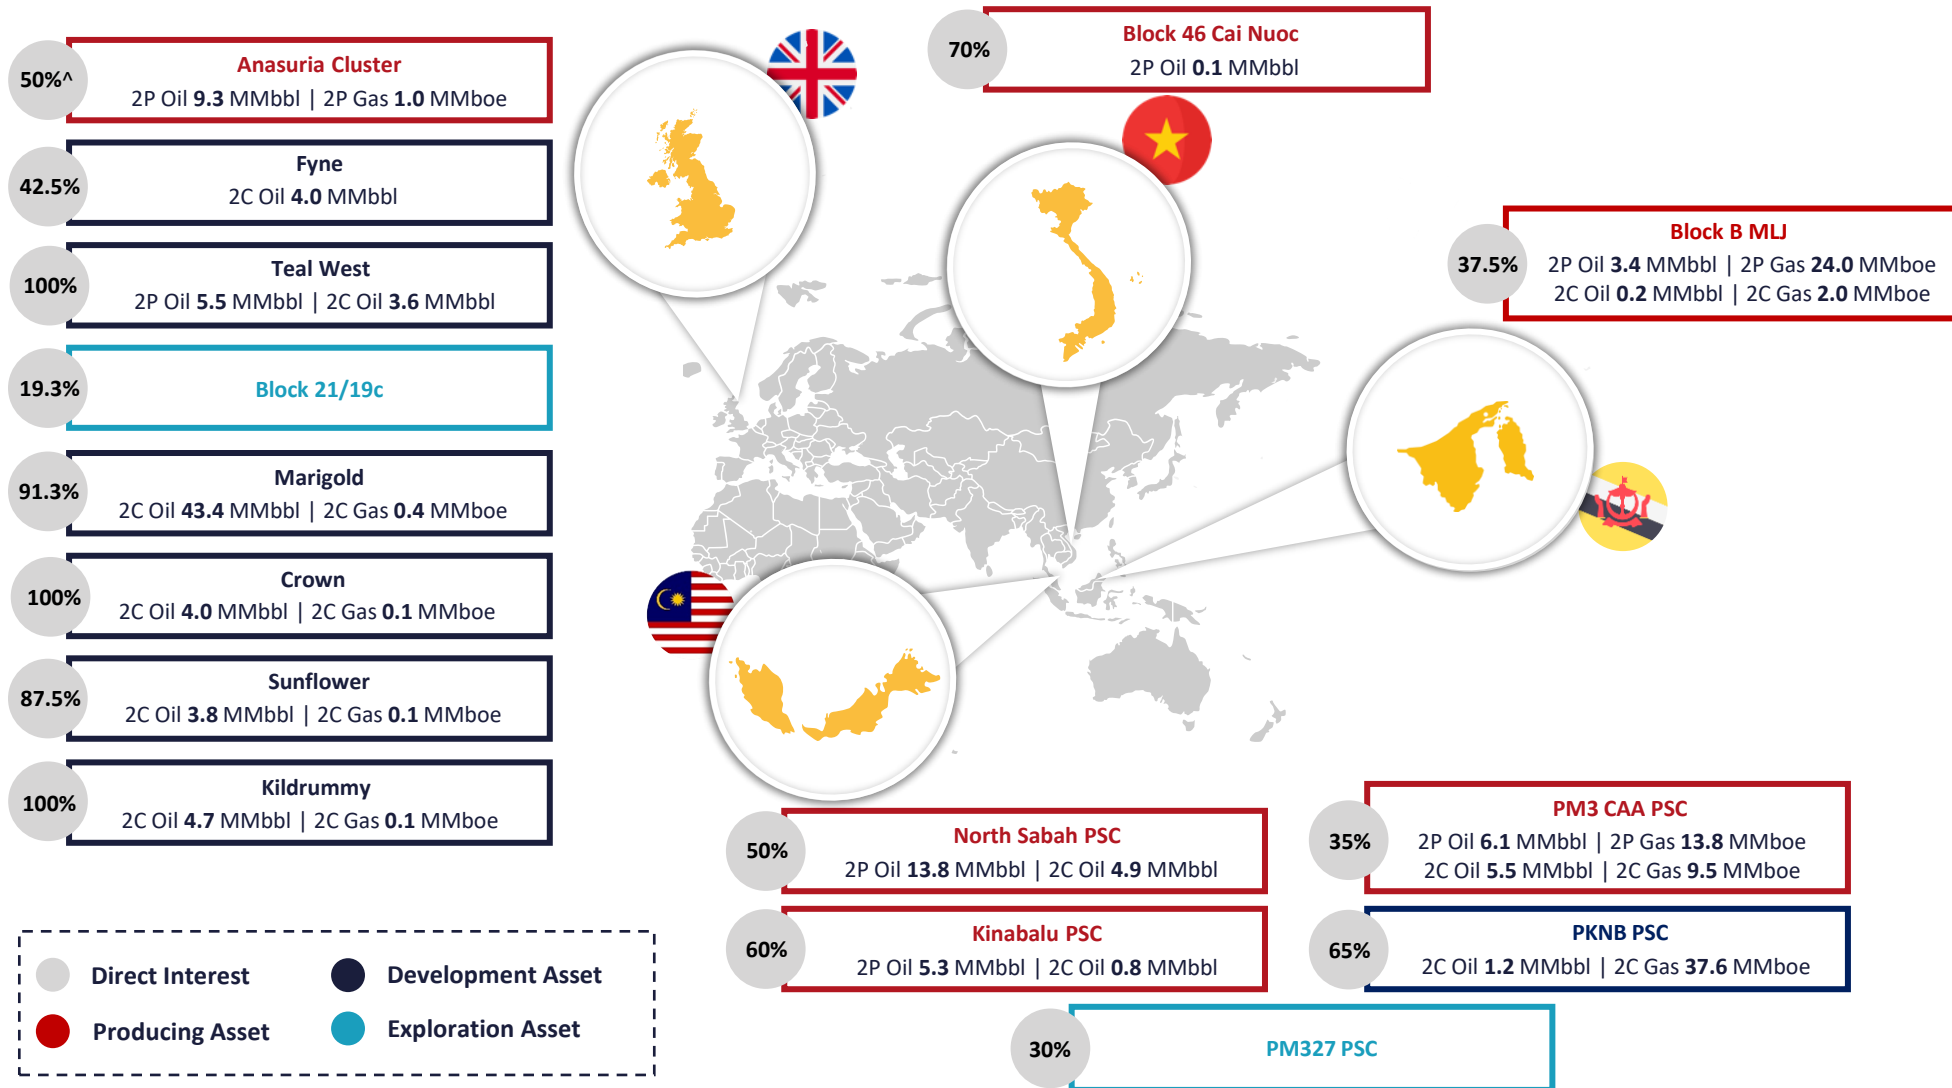 50%^
Anasuria Cluster
2P Oil 9.3 MMbbl | 2P Gas 1.0 MMboe
42.5%
Fyne
2C Oil 4.0 MMbbl
100%
Teal West
2P Oil 5.5 MMbbl | 2C Oil 3.6 MMbbl
19.3%
Block 21/19c
91.3%
Marigold
2C Oil 43.4 MMbbl | 2C Gas 0.4 MMboe
100%
Crown
2C Oil 4.0 MMbbl | 2C Gas 0.1 MMboe
87.5%
Sunflower
2C Oil 3.8 MMbbl | 2C Gas 0.1 MMboe
100%
Kildrummy
2C Oil 4.7 MMbbl | 2C Gas 0.1 MMboe
70%
Block 46 Cai Nuoc
2P Oil 0.1 MMbbl
37.5%
Block B MLJ
2P Oil 3.4 MMbbl | 2P Gas 24.0 MMboe
2C Oil 0.2 MMbbl | 2C Gas 2.0 MMboe
50%
North Sabah PSC
2P Oil 13.8 MMbbl | 2C Oil 4.9 MMbbl
35%
PM3 CAA PSC
2P Oil 6.1 MMbbl | 2P Gas 13.8 MMboe
2C Oil 5.5 MMbbl | 2C Gas 9.5 MMboe
60%
Kinabalu PSC
2P Oil 5.3 MMbbl | 2C Oil 0.8 MMbbl
65%
PKNB PSC
2C Oil 1.2 MMbbl | 2C Gas 37.6 MMboe
30%
PM327 PSC
Direct Interest
Development Asset
Producing Asset
Exploration Asset